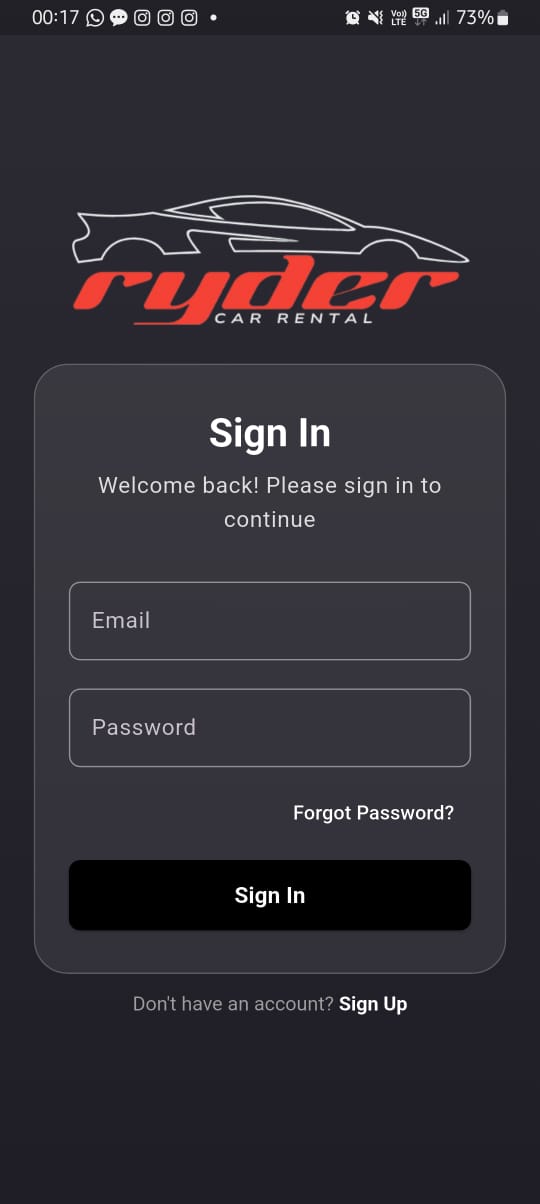 00:17
Vo) 5G 73%
LTE
ryder
CAR RENTAL
Sign In
Welcome back! Please sign in to
continue
Email
Password
Forgot Password?
Sign In
Don't have an account? Sign Up